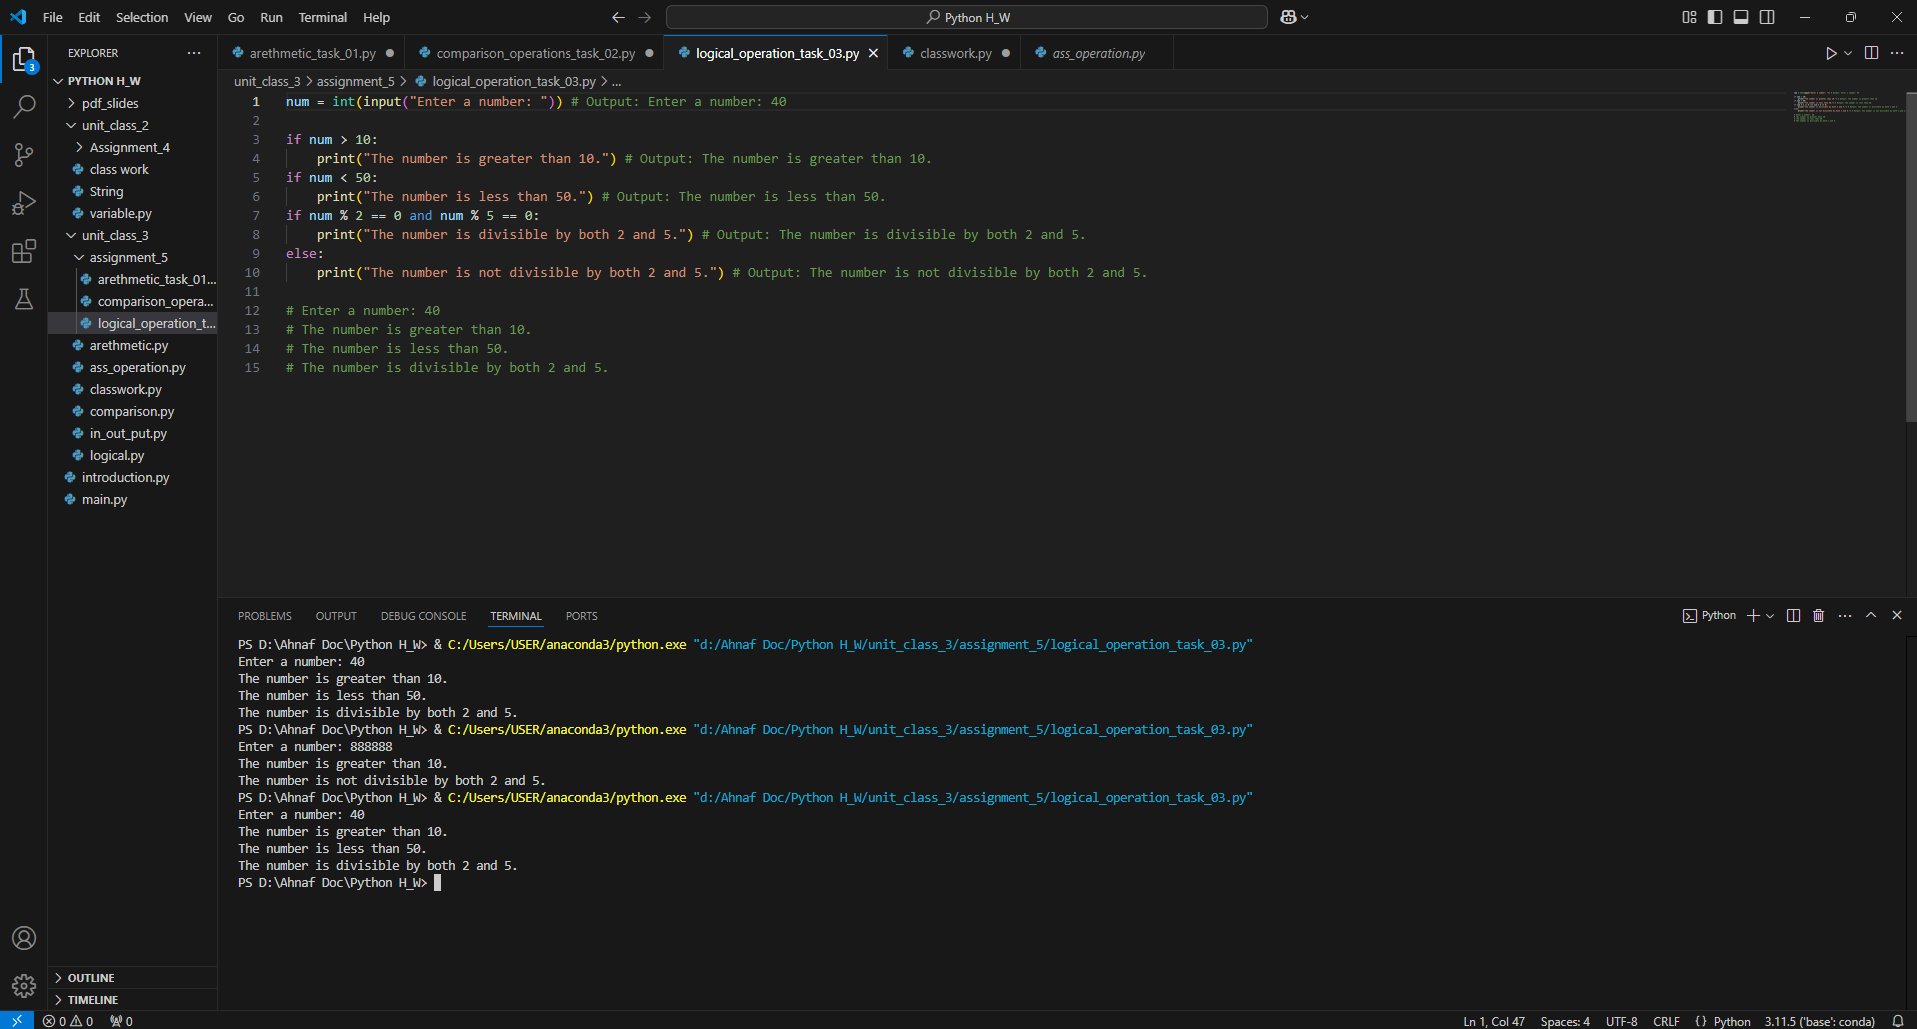 File Edit Selection View Go Run Terminal Help
Python H_W
EXPLORER
PYTHON H_W
pdf_slides
unit_class_2
Assignment_4
class work
String
variable.py
unit_class_3
assignment_5
arethmetic_task_01...
comparison_opera...
logical_operation_t...
arethmetic.py
ass_operation.py
classwork.py
comparison.py
in_out_put.py
logical.py
introduction.py
main.py
OUTLINE
TIMELINE
3
arethmetic_task_01.py comparison_operations_task_02.py logical_operation_task_03.py classwork.py ass_operation.py
unit_class_3 > assignment_5 > logical_operation_task_03.py > ...
1 num = int(input("Enter a number: ")) # Output: Enter a number: 40
2
3 if num > 10:
4 print("The number is greater than 10.") # Output: The number is greater than 10.
5 if num < 50:
6 print("The number is less than 50.") # Output: The number is less than 50.
7 if num % 2 == 0 and num % 5 == 0:
8 print("The number is divisible by both 2 and 5.") # Output: The number is divisible by both 2 and 5.
9 else:
10 print("The number is not divisible by both 2 and 5.") # Output: The number is not divisible by both 2 and 5.
11
12 # Enter a number: 40
13 # The number is greater than 10.
14 # The number is less than 50.
15 # The number is divisible by both 2 and 5.
PROBLEMS OUTPUT DEBUG CONSOLE TERMINAL PORTS
Python
PS D:\Ahnaf Doc\Python H_W> & C:/Users/USER/anaconda3/python.exe "d:/Ahnaf Doc/Python H_W/unit_class_3/assignment_5/logical_operation_task_03.py"
Enter a number: 40
The number is greater than 10.
The number is less than 50.
The number is divisible by both 2 and 5.
PS D:\Ahnaf Doc\Python H_W> & C:/Users/USER/anaconda3/python.exe "d:/Ahnaf Doc/Python H_W/unit_class_3/assignment_5/logical_operation_task_03.py"
Enter a number: 888888
The number is greater than 10.
The number is not divisible by both 2 and 5.
PS D:\Ahnaf Doc\Python H_W> & C:/Users/USER/anaconda3/python.exe "d:/Ahnaf Doc/Python H_W/unit_class_3/assignment_5/logical_operation_task_03.py"
Enter a number: 40
The number is greater than 10.
The number is less than 50.
The number is divisible by both 2 and 5.
PS D:\Ahnaf Doc\Python H_W>
0 0 0
Ln 1, Col 47 Spaces: 4 UTF-8 CRLF {} Python 3.11.5 ('base': conda)